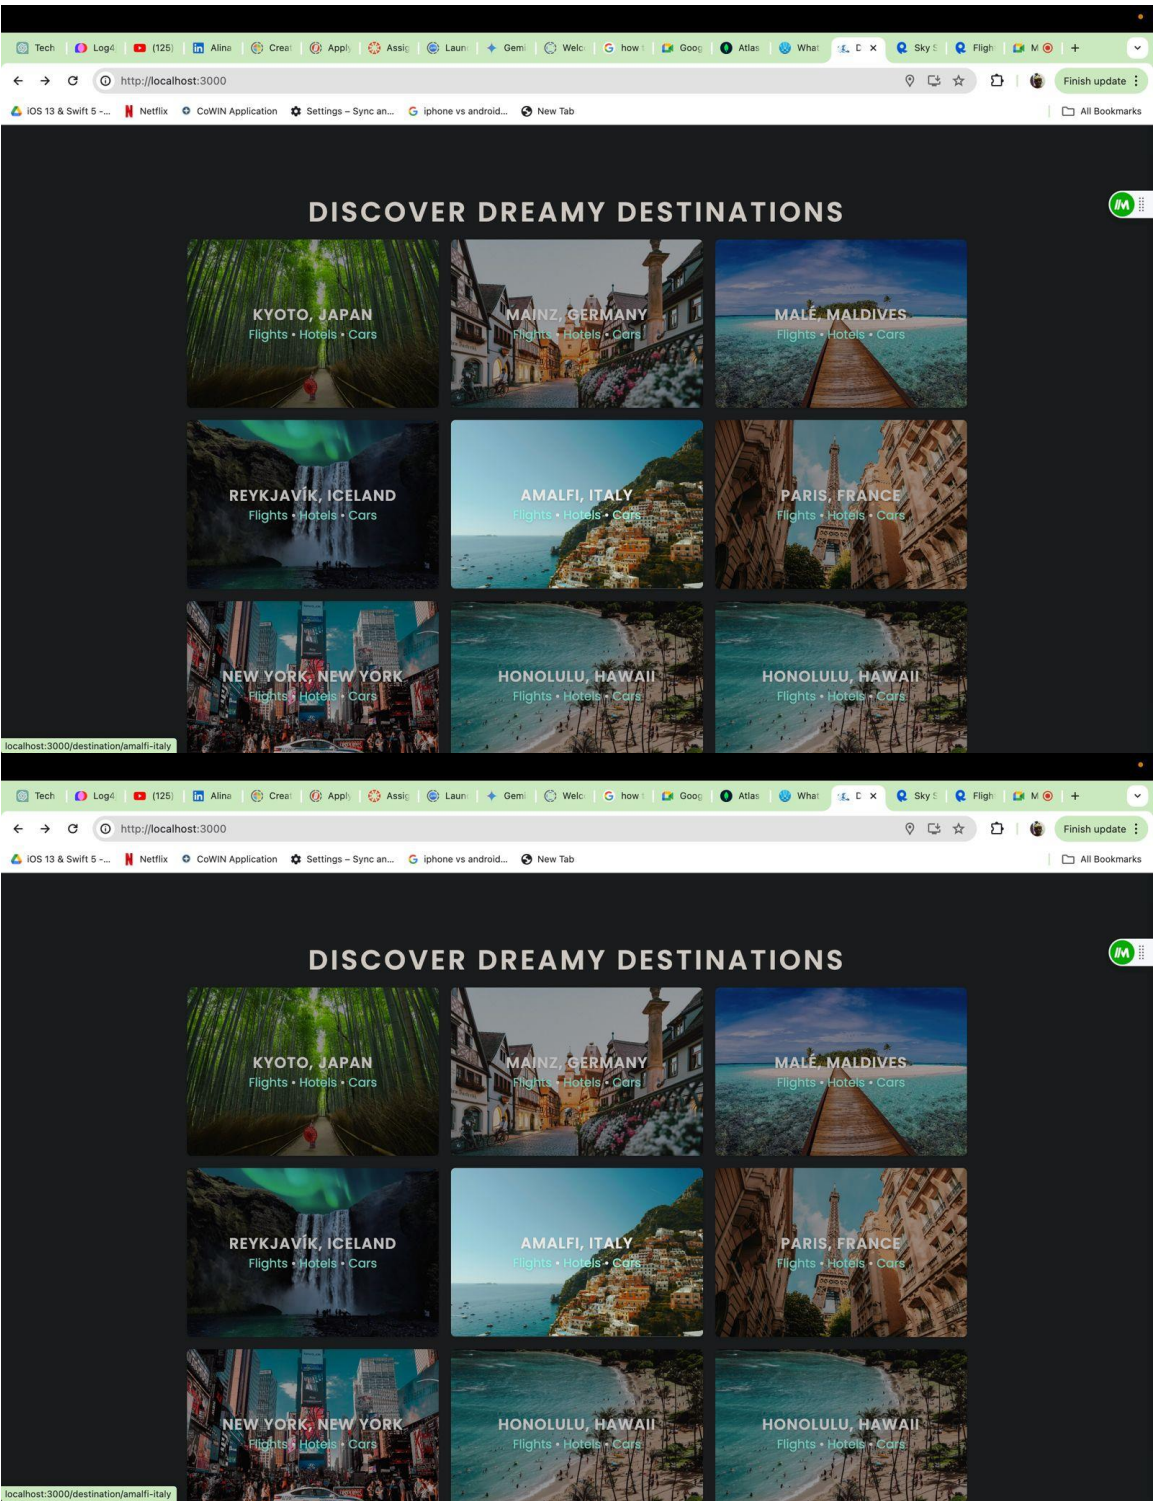 Tech Log4 (125) Alina Creat Apply Assig Laun Gemi Welc how t Goog Atlas What D Sky S Fligh M
http://localhost:3000 Finish update
iOS 13 & Swift 5 -... Netflix CoWIN Application Settings – Sync an... iphone vs android... New Tab All Bookmarks
DISCOVER DREAMY DESTINATIONS
KYOTO, JAPAN MAINZ, GERMANY MALÉ, MALDIVES
Flights • Hotels • Cars Flights • Hotels • Cars Flights • Hotels • Cars
REYKJAVÍK, ICELAND AMALFI, ITALY PARIS, FRANCE
Flights • Hotels • Cars Flights • Hotels • Cars Flights • Hotels • Cars
NEW YORK, NEW YORK HONOLULU, HAWAII HONOLULU, HAWAII
Flights • Hotels • Cars Flights • Hotels • Cars Flights • Hotels • Cars
localhost:3000/destination/amalfi-italy
Tech Log4 (125) Alina Creat Apply Assig Laun Gemi Welc how t Goog Atlas What D Sky S Fligh M
http://localhost:3000 Finish update
iOS 13 & Swift 5 -... Netflix CoWIN Application Settings – Sync an... iphone vs android... New Tab All Bookmarks
DISCOVER DREAMY DESTINATIONS
KYOTO, JAPAN MAINZ, GERMANY MALÉ, MALDIVES
Flights • Hotels • Cars Flights • Hotels • Cars Flights • Hotels • Cars
REYKJAVÍK, ICELAND AMALFI, ITALY PARIS, FRANCE
Flights • Hotels • Cars Flights • Hotels • Cars Flights • Hotels • Cars
NEW YORK, NEW YORK HONOLULU, HAWAII HONOLULU, HAWAII
Flights • Hotels • Cars Flights • Hotels • Cars Flights • Hotels • Cars
localhost:3000/destination/amalfi-italy